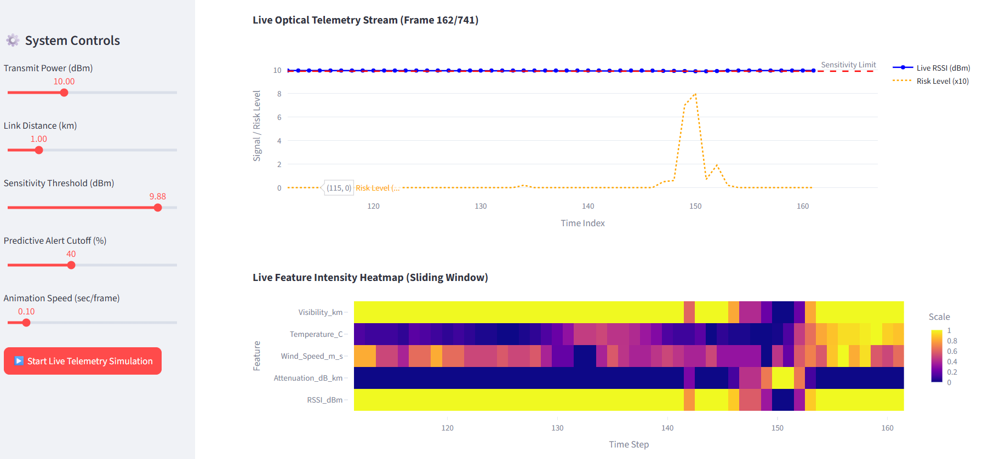 System Controls
Transmit Power (dBm)
10.00
Link Distance (km)
1.00
Sensitivity Threshold (dBm)
9.88
Predictive Alert Cutoff (%)
40
Animation Speed (sec/frame)
0.10
Start Live Telemetry Simulation
Live Optical Telemetry Stream (Frame 162/741)
Signal / Risk Level
10
8
6
4
2
0
Sensitivity Limit
Live RSSI (dBm)
Risk Level (x10)
(115, 0) Risk Level (...
120 130 140 150 160
Time Index
Live Feature Intensity Heatmap (Sliding Window)
Feature
Visibility_km
Temperature_C
Wind_Speed_m_s
Attenuation_dB_km
RSSI_dBm
120 130 140 150 160
Time Step
Scale
1
0.8
0.6
0.4
0.2
0